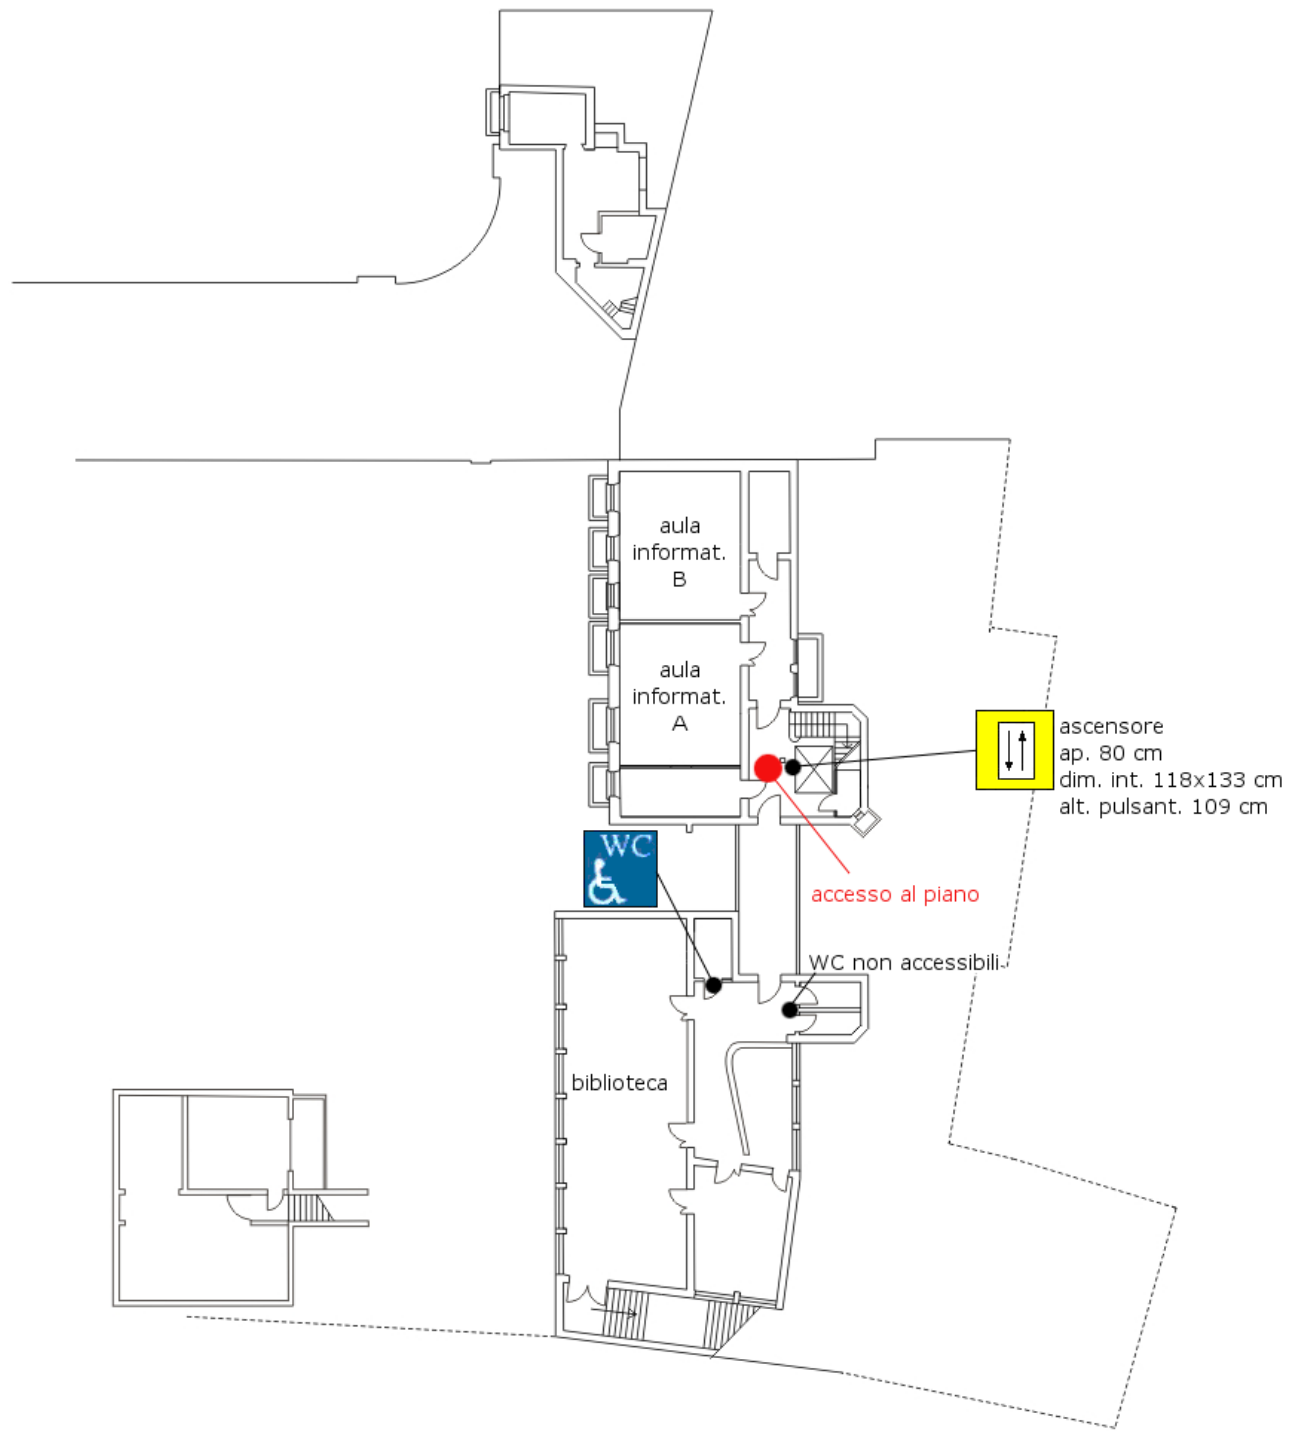 aula
informat.
B
aula
informat.
A
ascensore
ap. 80 cm
dim. int. 118x133 cm
alt. pulsant. 109 cm
WC
accesso al piano
WC non accessibili
biblioteca